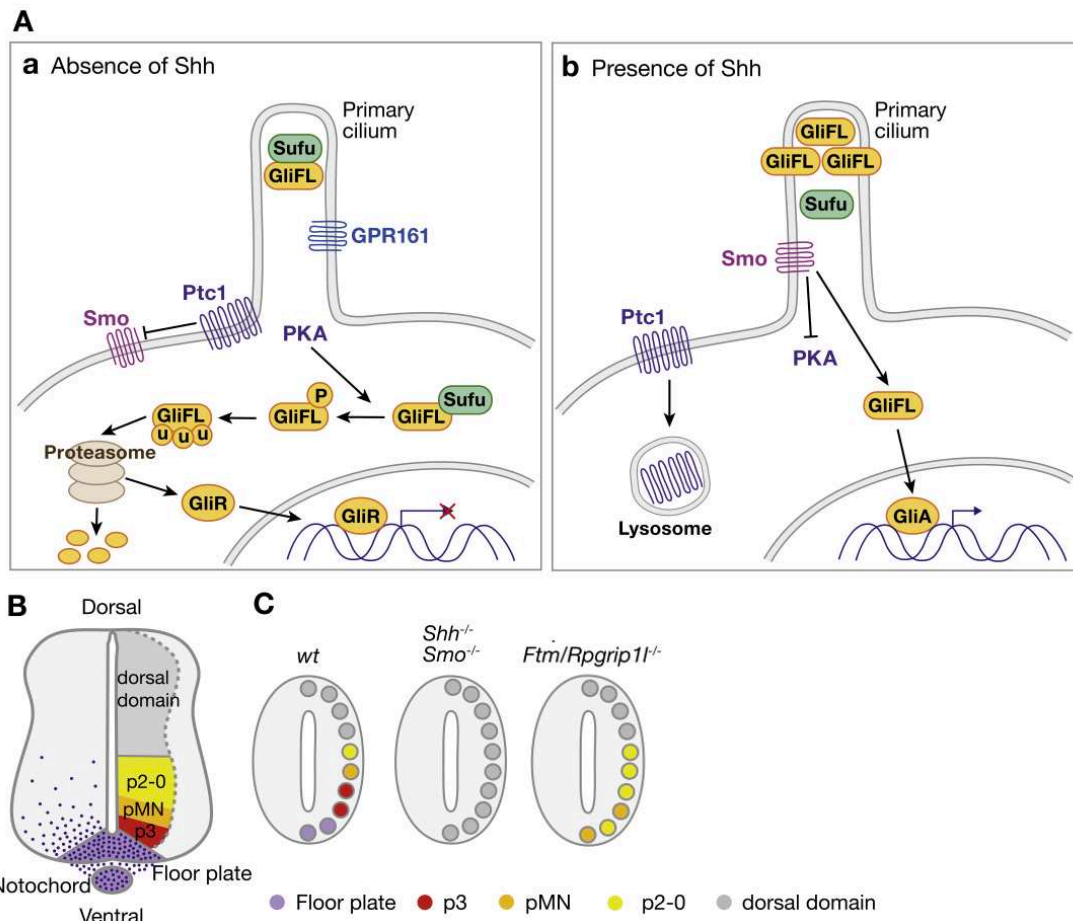 A
a Absence of Shh
Primary
cilium
Sufu
GliFL
GPR161
Ptc1
Smo
PKA
P
GliFL
u u u
GliFL
GliFL
Sufu
Proteasome
GliR
GliR
b Presence of Shh
Primary
cilium
GliFL
GliFL
GliFL
Sufu
Smo
Ptc1
PKA
GliFL
Lysosome
GliA
B
Dorsal
dorsal
domain
p2-0
pMN
p3
Notochord
Floor plate
Ventral
C
wt
Shh-/-
Smo-/-
Ftm/Rpgrip1l-/-
Floor plate
p3
pMN
p2-0
dorsal domain